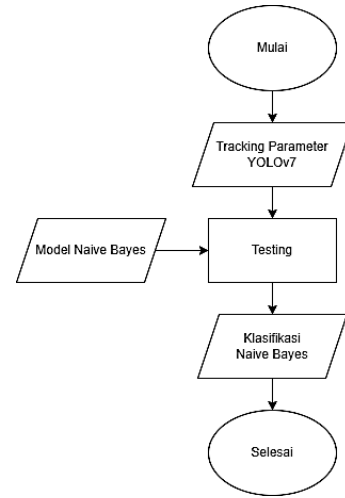 Mulai
Tracking Parameter
YOLOv7
Model Naive Bayes
Testing
Klasifikasi
Naive Bayes
Selesai